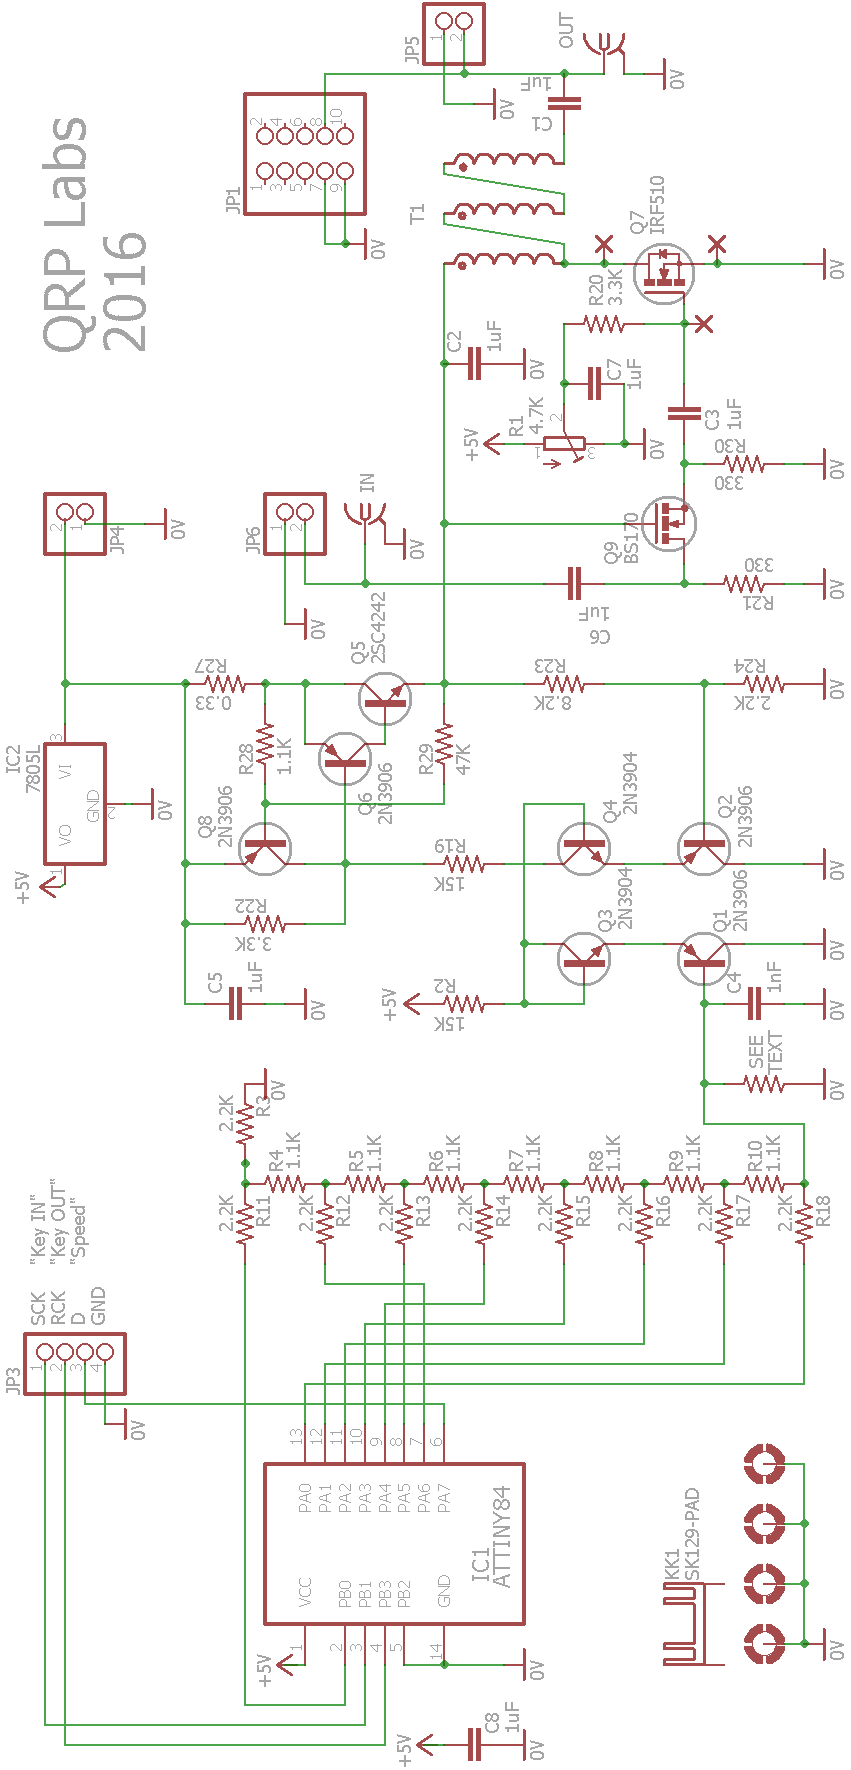 QRP Labs
2016
JP5
1
2
OUT
0V
0V
1uF
C1
JP1
2
4
6
8
10
1
3
5
7
9
0V
T1
Q7
IRF510
0V
R20
3.3K
C2
1uF
0V
C7
1uF
+5V
R1
4.7K
1
2
3
0V
C3
1uF
R30
330
0V
JP4
2
1
0V
JP6
1
2
0V
IN
0V
Q9
BS170
C6
1uF
330
R21
0V
IC2
7805L
VI
VO
GND
3
2
1
0V
+5V
R27
0.33
Q5
2SC4242
R28
1.1K
Q6
2N3906
R29
47K
R23
8.2K
R24
2.2K
0V
Q8
2N3906
R19
15K
Q4
2N3904
Q2
2N3906
0V
R22
3.3K
Q3
2N3904
Q1
2N3906
0V
C5
1uF
0V
+5V
R2
15K
C4
1nF
0V
SEE
TEXT
0V
R3
2.2K
0V
R4
1.1K
R5
1.1K
R6
1.1K
R7
1.1K
R8
1.1K
R9
1.1K
R10
1.1K
2.2K
R11
2.2K
R12
2.2K
R13
2.2K
R14
2.2K
R15
2.2K
R16
2.2K
R17
2.2K
R18
"Key IN"
"Key OUT"
"Speed"
SCK
RCK
D
GND
JP3
1
2
3
4
0V
13
12
11
10
9
8
7
6
PA0
PA1
PA2
PA3
PA4
PA5
PA6
PA7
IC1
ATTINY84
VCC
PB0
PB1
PB3
PB2
GND
1
2
3
4
5
14
+5V
0V
+5V
C8
1uF
0V
KK1
SK129-PAD
0V